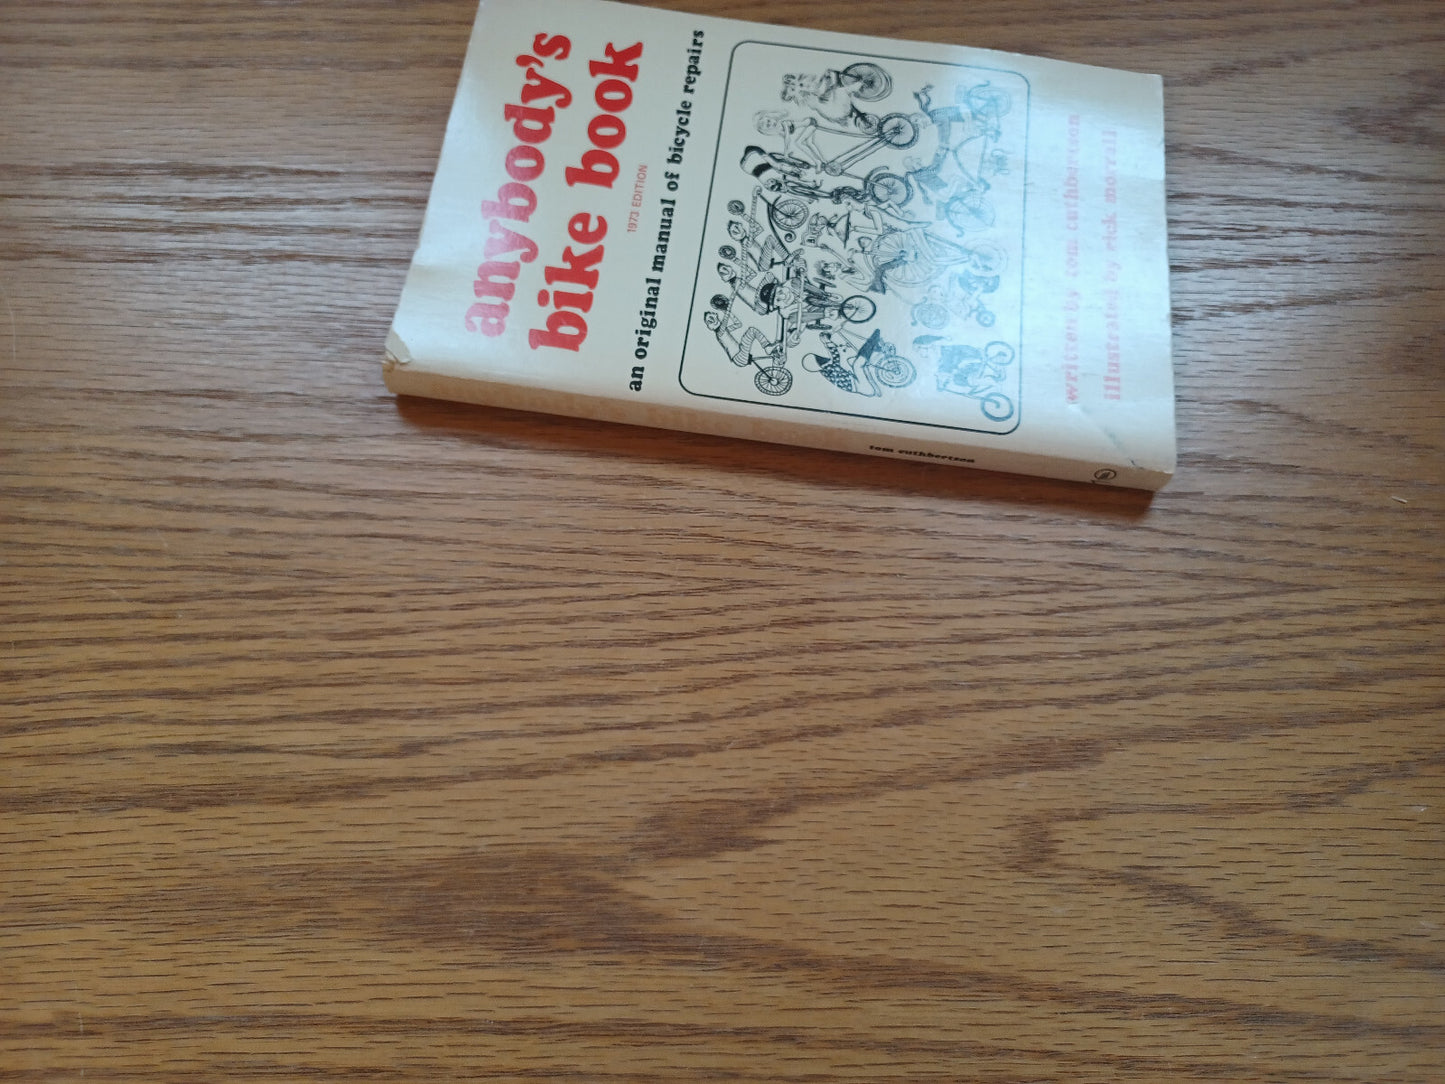 anybody's
bike book
1973 EDITION
an original manual of bicycle repairs
written by tom cuthbertson
illustrated by rick morrall
tom cuthbertson